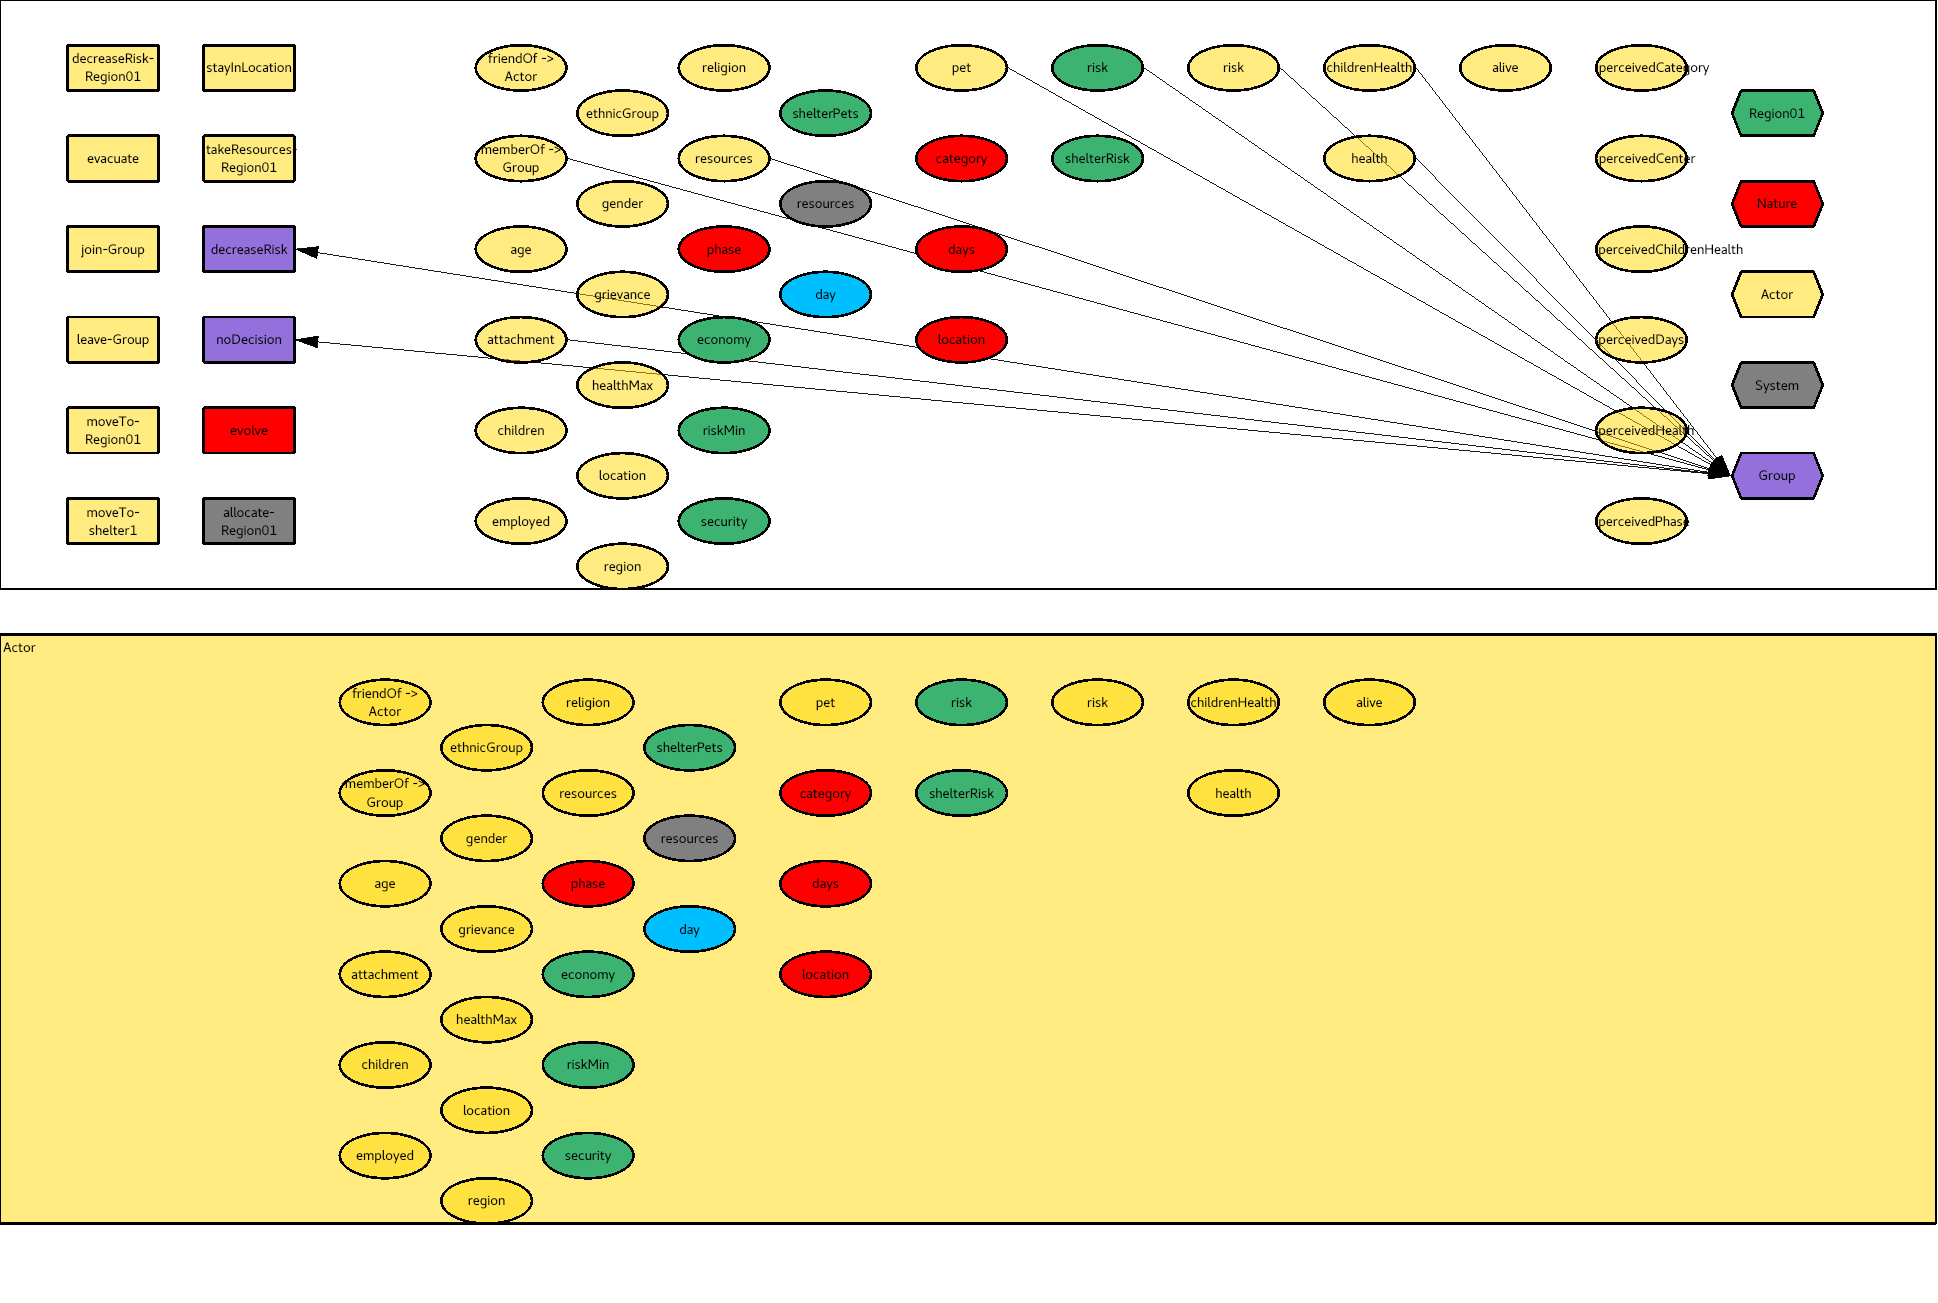 decreaseRisk-
Region01
stayInLocation
friendOf ->
Actor
religion
pet
risk
risk
childrenHealth
alive
perceivedCategory
ethnicGroup
shelterPets
Region01
evacuate
takeResources-
Region01
memberOf ->
Group
resources
category
shelterRisk
health
perceivedCenter
gender
resources
Nature
join-Group
decreaseRisk
age
phase
days
perceivedChildrenHealth
grievance
day
Actor
leave-Group
noDecision
attachment
economy
location
perceivedDays
healthMax
System
moveTo-
Region01
evolve
children
riskMin
perceivedHealth
location
Group
moveTo-
shelter1
allocate-
Region01
employed
security
perceivedPhase
region
Actor
friendOf ->
Actor
religion
pet
risk
risk
childrenHealth
alive
ethnicGroup
shelterPets
memberOf ->
Group
resources
category
shelterRisk
health
gender
resources
age
phase
days
grievance
day
attachment
economy
location
healthMax
children
riskMin
location
employed
security
region